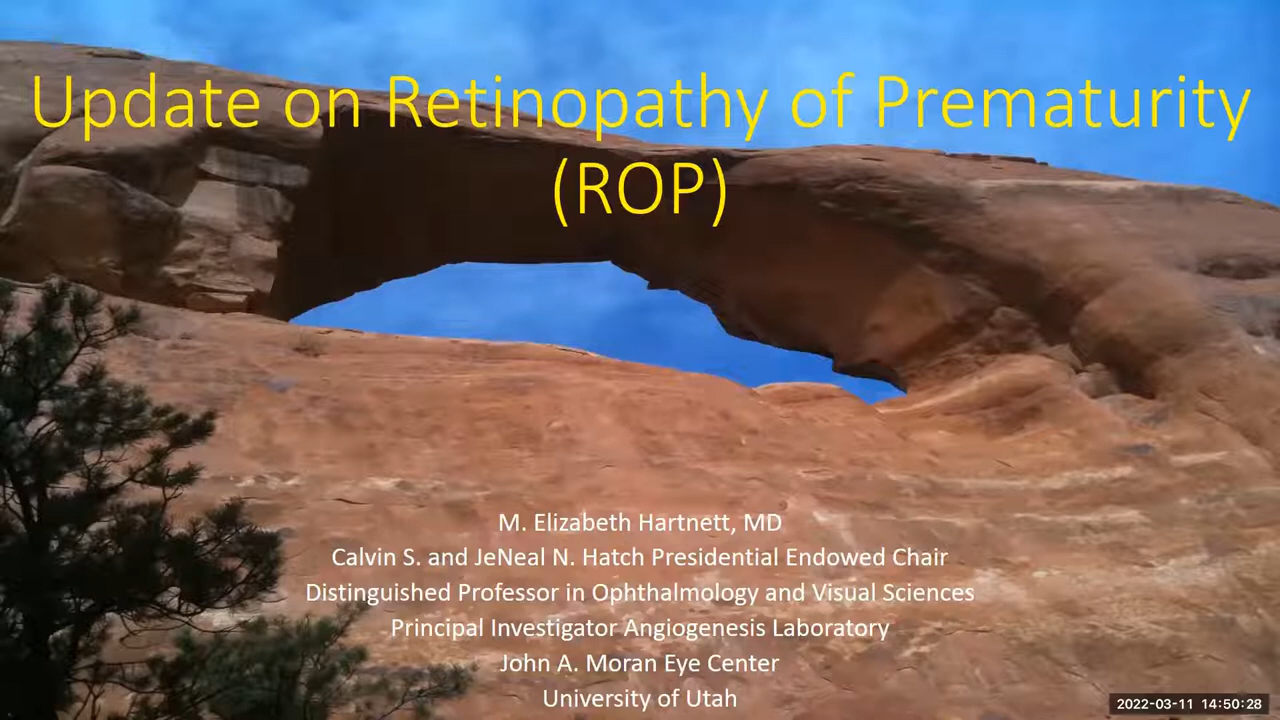 Update on Retinopathy of Prematurity
(ROP)
M. Elizabeth Hartnett, MD
Calvin S. and JeNeal N. Hatch Presidential Endowed Chair
Distinguished Professor in Ophthalmology and Visual Sciences
Principal Investigator Angiogenesis Laboratory
John A. Moran Eye Center
University of Utah
2022-03-11 14:50:28